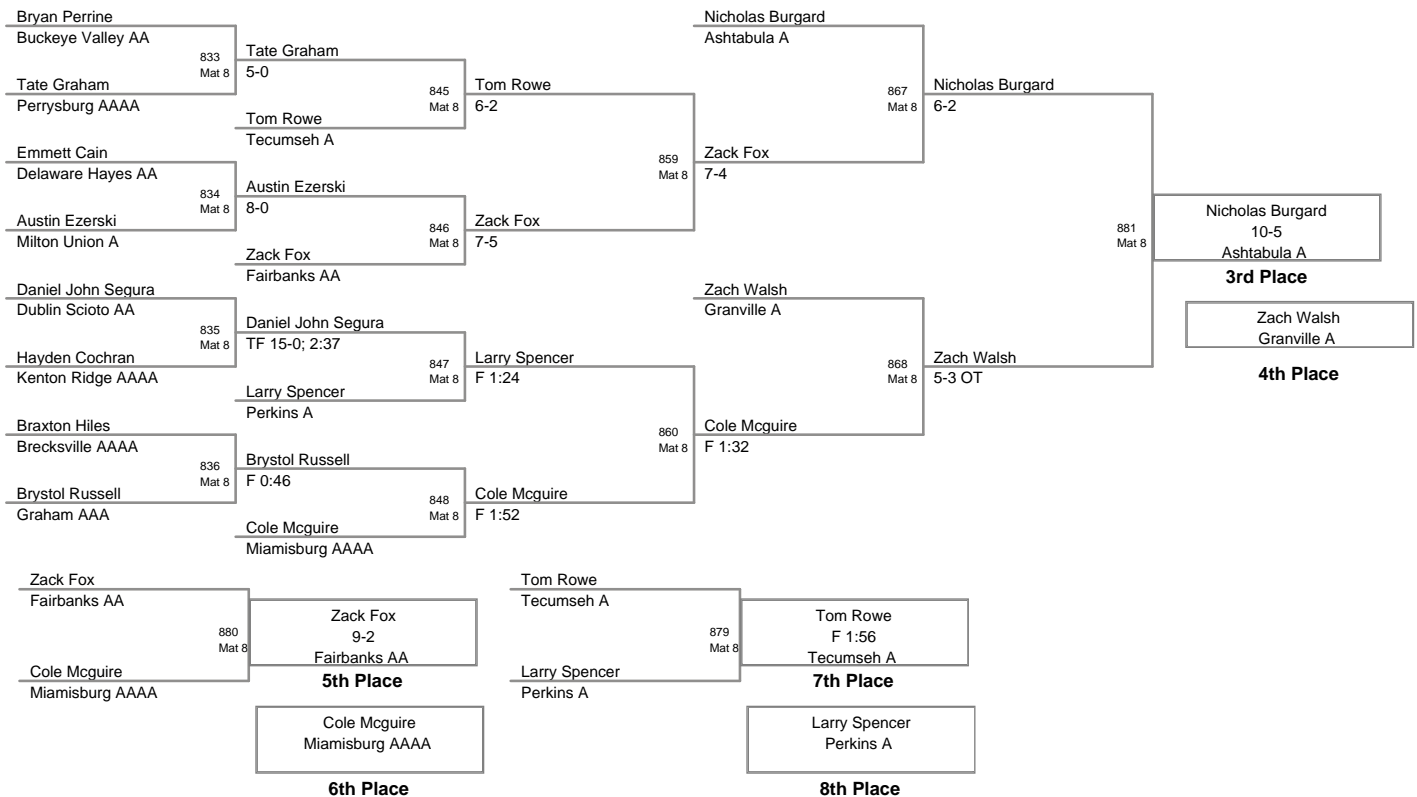 Bryan Perrine
Buckeye Valley AA
833
Mat 8
Tate Graham
Perrysburg AAAA
Tate Graham
5-0
845
Mat 8
Tom Rowe
Tecumseh A
Emmett Cain
Delaware Hayes AA
834
Mat 8
Austin Ezerski
Milton Union A
Austin Ezerski
8-0
846
Mat 8
Zack Fox
Fairbanks AA
Daniel John Segura
Dublin Scioto AA
835
Mat 8
Hayden Cochran
Kenton Ridge AAAA
Daniel John Segura
TF 15-0; 2:37
847
Mat 8
Larry Spencer
Perkins A
Braxton Hiles
Brecksville AAAA
836
Mat 8
Brystol Russell
Graham AAA
Brystol Russell
F 0:46
848
Mat 8
Cole Mcguire
Miamisburg AAAA
Tom Rowe
6-2
859
Mat 8
Zack Fox
7-5
Larry Spencer
F 1:24
860
Mat 8
Cole Mcguire
F 1:52
Nicholas Burgard
Ashtabula A
867
Mat 8
Zack Fox
7-4
Zach Walsh
Granville A
868
Mat 8
Cole Mcguire
F 1:32
Nicholas Burgard
6-2
881
Mat 8
Zach Walsh
5-3 OT
Nicholas Burgard
10-5
Ashtabula A
3rd Place
Zach Walsh
Granville A
4th Place
Zack Fox
Fairbanks AA
880
Mat 8
Cole Mcguire
Miamisburg AAAA
Zack Fox
9-2
Fairbanks AA
5th Place
Cole Mcguire
Miamisburg AAAA
6th Place
Tom Rowe
Tecumseh A
879
Mat 8
Larry Spencer
Perkins A
Tom Rowe
F 1:56
Tecumseh A
7th Place
Larry Spencer
Perkins A
8th Place